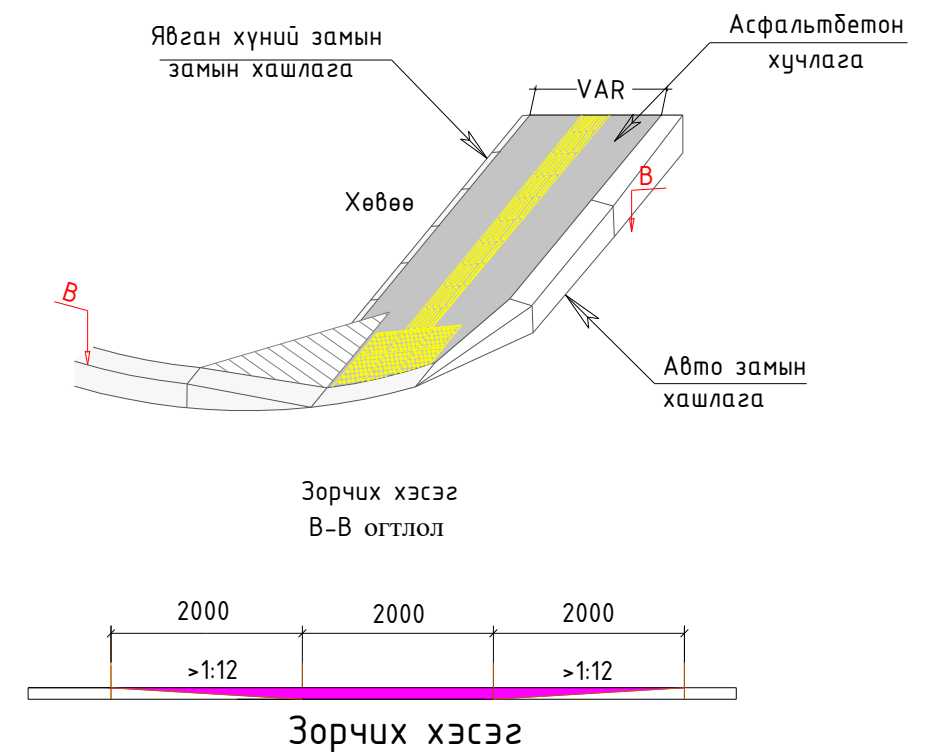 Явган хүний замын
замын хашлага
Асфальтбетон
хучлага
VAR
B
Хөвөө
B
Авто замын
хашлага
Зорчих хэсэг
B-B огтлол
2000 2000 2000
>1:12 >1:12
Зорчих хэсэг